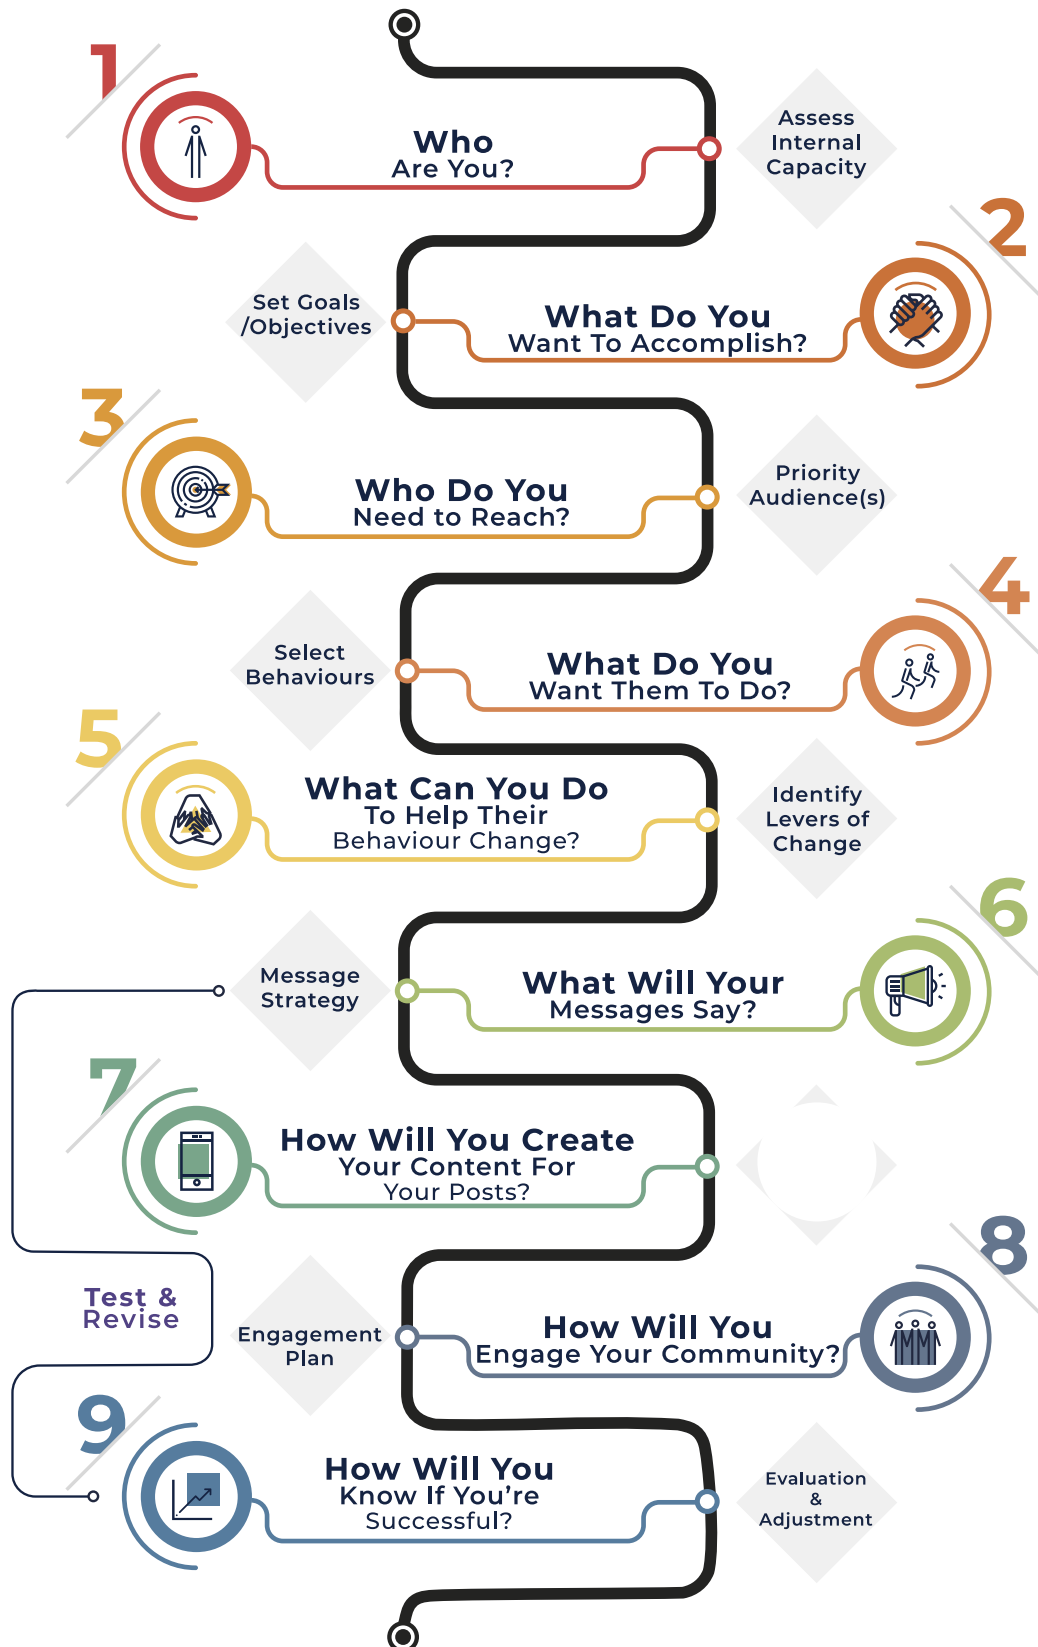 1
Who
Are You?
Assess
Internal
Capacity
2
Set Goals
/Objectives
What Do You
Want To Accomplish?
3
Who Do You
Need to Reach?
Priority
Audience(s)
4
Select
Behaviours
What Do You
Want Them To Do?
5
What Can You Do
To Help Their
Behaviour Change?
Identify
Levers of
Change
6
Message
Strategy
What Will Your
Messages Say?
7
How Will You Create
Your Content For
Your Posts?
8
Test &
Revise
Engagement
Plan
How Will You
Engage Your Community?
9
How Will You
Know If You’re
Successful?
Evaluation
&
Adjustment